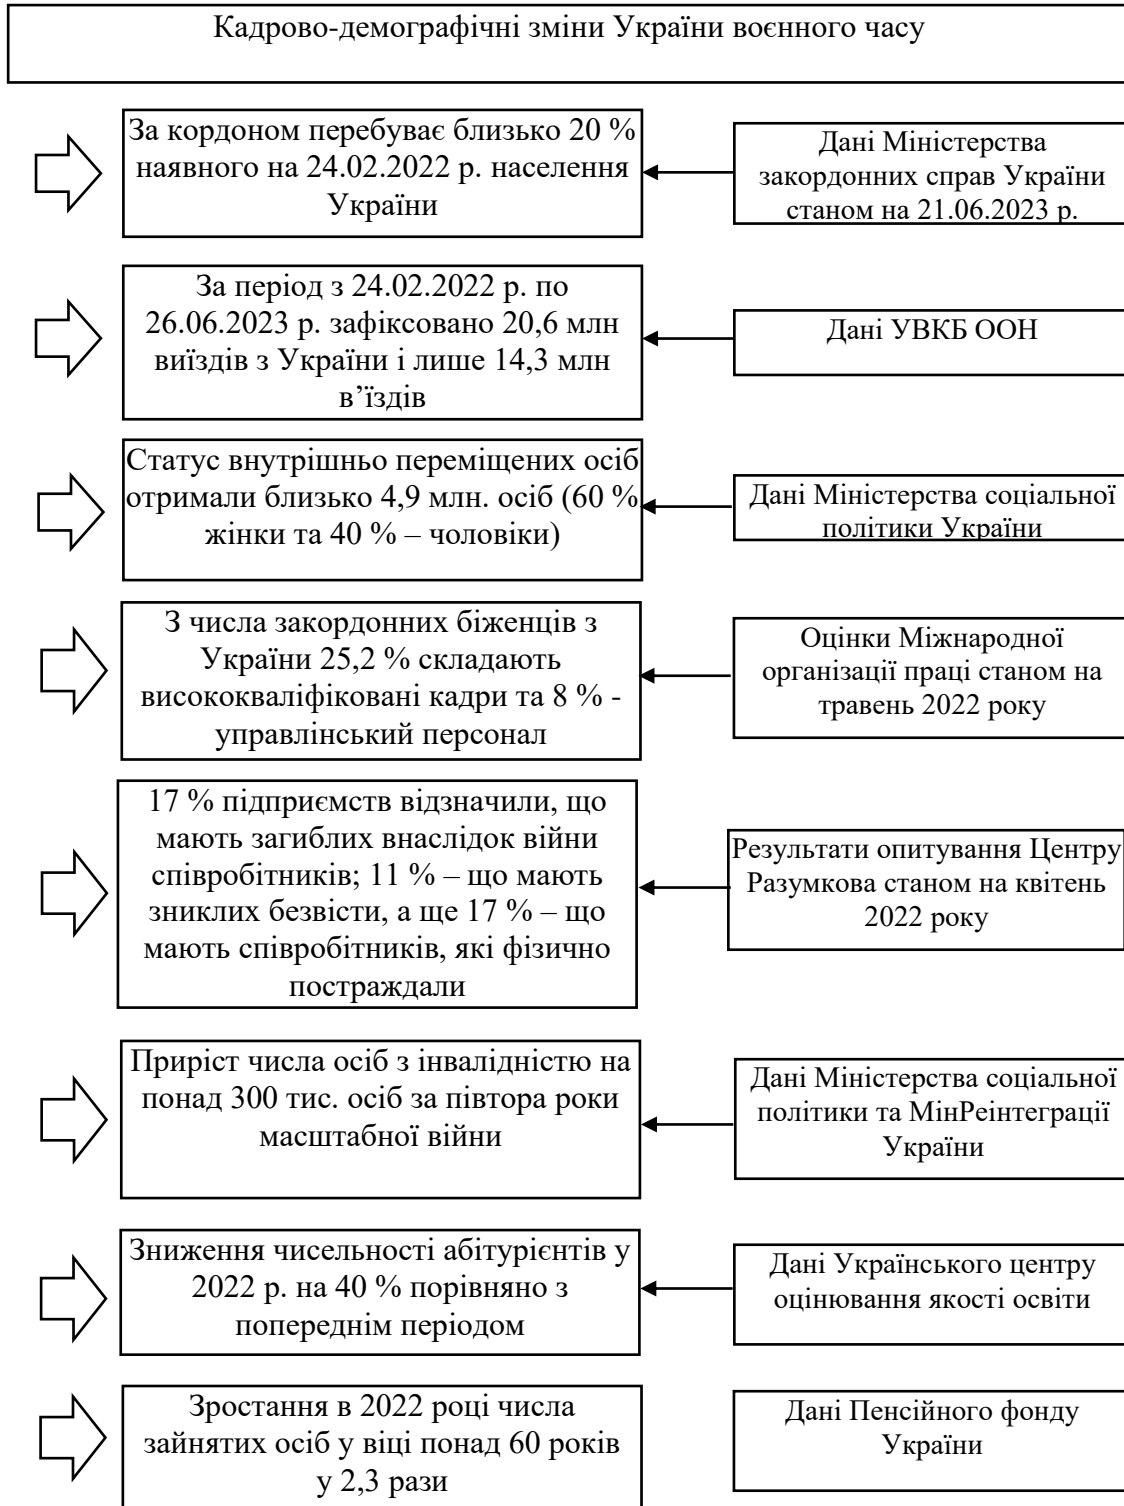 Кадрово-демографічні зміни України воєнного часу
За кордоном перебуває близько 20 %
наявного на 24.02.2022 р. населення
України
Дані Міністерства
закордонних справ України
станом на 21.06.2023 р.
За період з 24.02.2022 р. по
26.06.2023 р. зафіксовано 20,6 млн
виїздів з України і лише 14,3 млн
в’їздів
Дані УВКБ ООН
Статус внутрішньо переміщених осіб
отримали близько 4,9 млн. осіб (60 %
жінки та 40 % – чоловіки)
Дані Міністерства соціальної
політики України
З числа закордонних біженців з
України 25,2 % складають
висококваліфіковані кадри та 8 % -
управлінський персонал
Оцінки Міжнародної
організації праці станом на
травень 2022 року
17 % підприємств відзначили, що
мають загиблих внаслідок війни
співробітників; 11 % – що мають
зниклих безвісти, а ще 17 % – що
мають співробітників, які фізично
постраждали
Результати опитування Центру
Разумкова станом на квітень
2022 року
Приріст числа осіб з інвалідністю на
понад 300 тис. осіб за півтора роки
масштабної війни
Дані Міністерства соціальної
політики та МінРеінтеграції
України
Зниження чисельності абітурієнтів у
2022 р. на 40 % порівняно з
попереднім періодом
Дані Українського центру
оцінювання якості освіти
Зростання в 2022 році числа
зайнятих осіб у віці понад 60 років
у 2,3 рази
Дані Пенсійного фонду
України